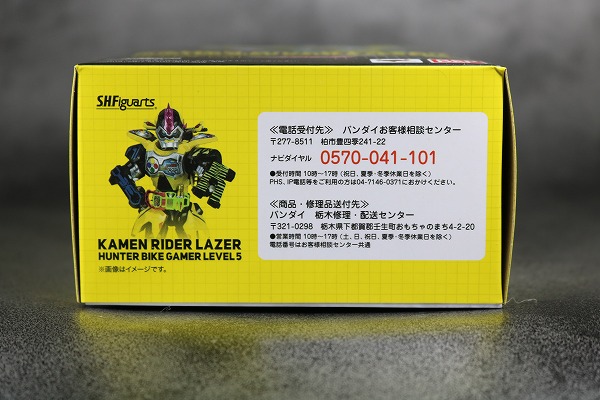 S.H.Figuarts
KAMEN RIDER LAZER
HUNTER BIKE GAMER LEVEL 5
※画像はイメージです。
≪電話受付先≫ バンダイお客様相談センター
〒277-8511 柏市豊四季241-22
ナビダイヤル 0570-041-101
●受付時間 10時～17時（祝日、夏季・冬季休業日を除く）
PHS、IP電話等をご利用の方は04-7146-0371におかけください。
≪商品・修理品送付先≫
バンダイ 栃木修理・配送センター
〒321-0298 栃木県下都賀郡壬生町おもちゃのまち4-2-20
●営業時間 10時～17時（土、日、祝日、夏季・冬季休業日を除く）
電話番号はお客様相談センター共通